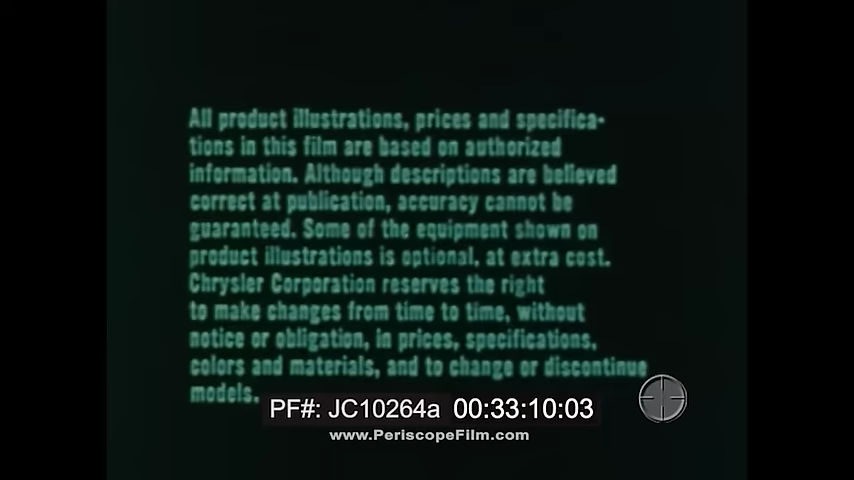 All product illustrations, prices and specifica-
tions in this film are based on authorized
information. Although descriptions are believed
correct at publication, accuracy cannot be
guaranteed. Some of the equipment shown on
product illustrations is optional, at extra cost.
Chrysler Corporation reserves the right
to make changes from time to time, without
notice or obligation, in prices, specifications,
colors and materials, and to change or discontinue
models.
PF#: JC10264a 00:33:10:03
www.PeriscopeFilm.com